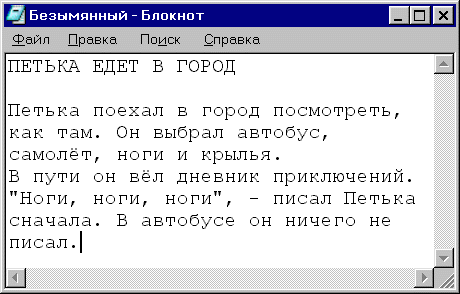 Безымянный - Блокнот
Файл Правка Поиск Справка
ПЕТЬКА ЕДЕТ В ГОРОД
Петька поехал в город посмотреть,
как там. Он выбрал автобус,
самолёт, ноги и крылья.
В пути он вёл дневник приключений.
"Ноги, ноги, ноги", - писал Петька
сначала. В автобусе он ничего не
писал.